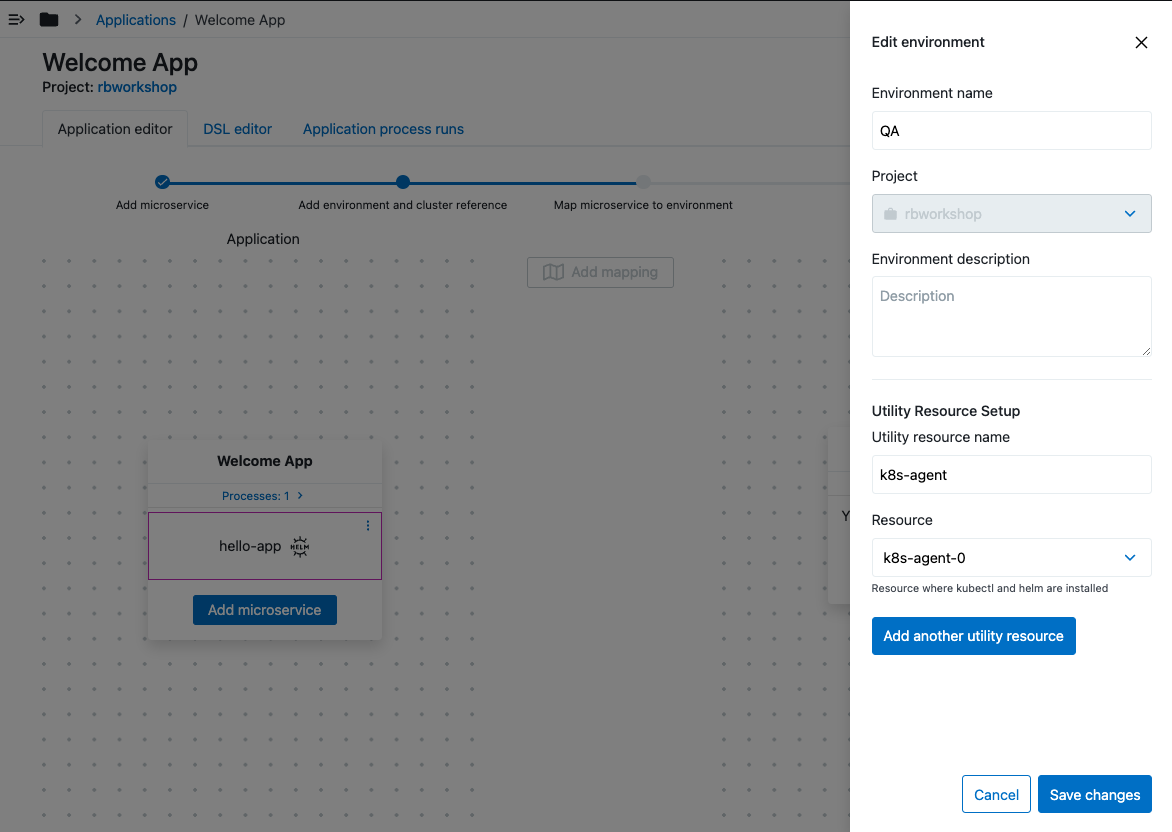 Applications / Welcome App
Welcome App
Project: rbworkshop
Application editor
DSL editor
Application process runs
Add microservice
Add environment and cluster reference
Map microservice to environment
Application
Add mapping
Welcome App
Processes: 1
hello-app
HELM
Add microservice
Y
Edit environment
Environment name
QA
Project
rbworkshop
Environment description
Description
Utility Resource Setup
Utility resource name
k8s-agent
Resource
k8s-agent-0
Resource where kubectl and helm are installed
Add another utility resource
Cancel
Save changes